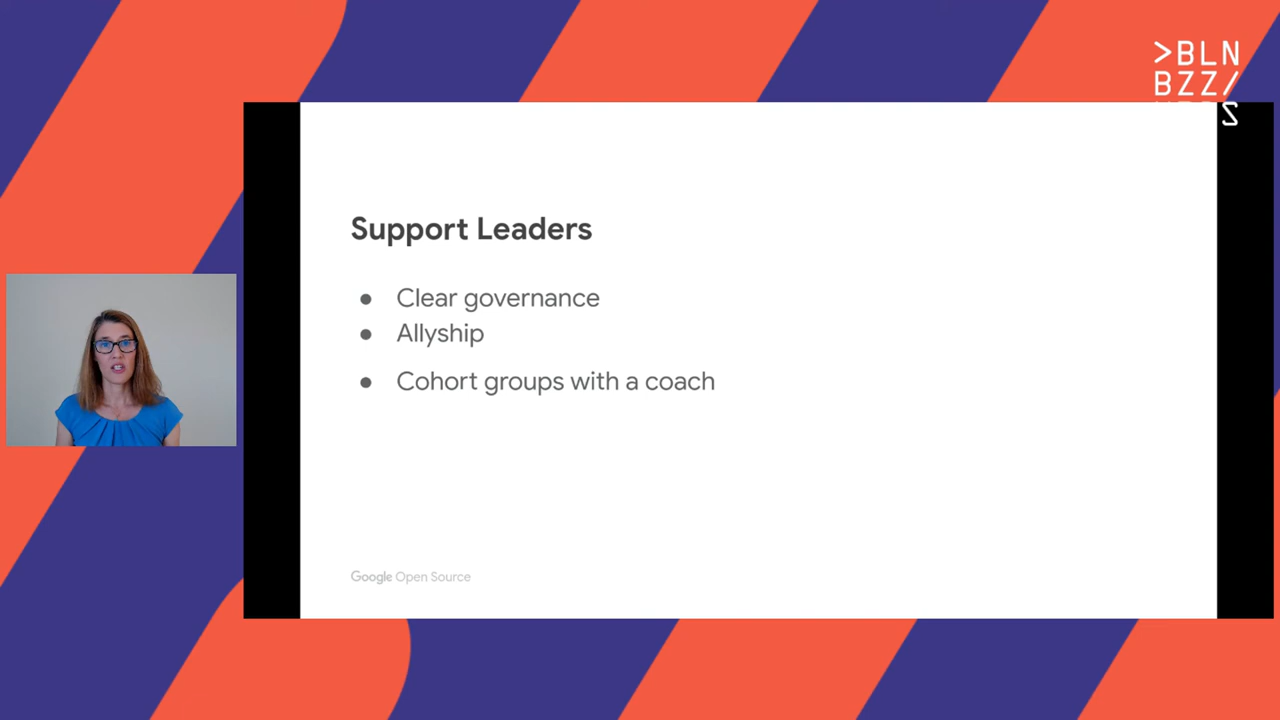 >BLN
BZZ/
Support Leaders
● Clear governance
● Allyship
● Cohort groups with a coach
Google Open Source